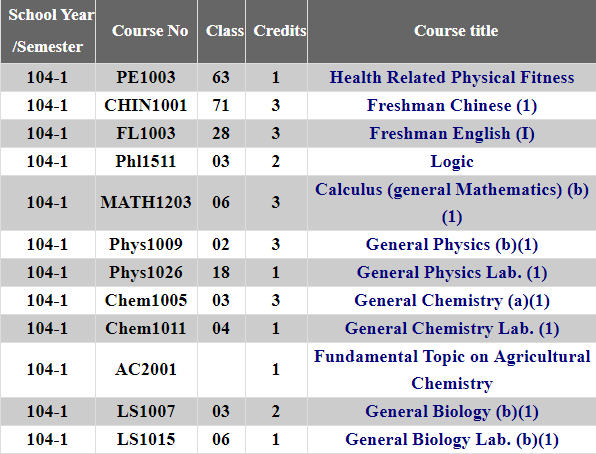 School Year /Semester Course No Class Credits Course title
104-1 PE1003 63 1 Health Related Physical Fitness
104-1 CHIN1001 71 3 Freshman Chinese (1)
104-1 FL1003 28 3 Freshman English (I)
104-1 Phl1511 03 2 Logic
104-1 MATH1203 06 3 Calculus (general Mathematics) (b)
(1)
104-1 Phys1009 02 3 General Physics (b)(1)
104-1 Phys1026 18 1 General Physics Lab. (1)
104-1 Chem1005 03 3 General Chemistry (a)(1)
104-1 Chem1011 04 1 General Chemistry Lab. (1)
104-1 AC2001 1 Fundamental Topic on Agricultural
Chemistry
104-1 LS1007 03 2 General Biology (b)(1)
104-1 LS1015 06 1 General Biology Lab. (b)(1)